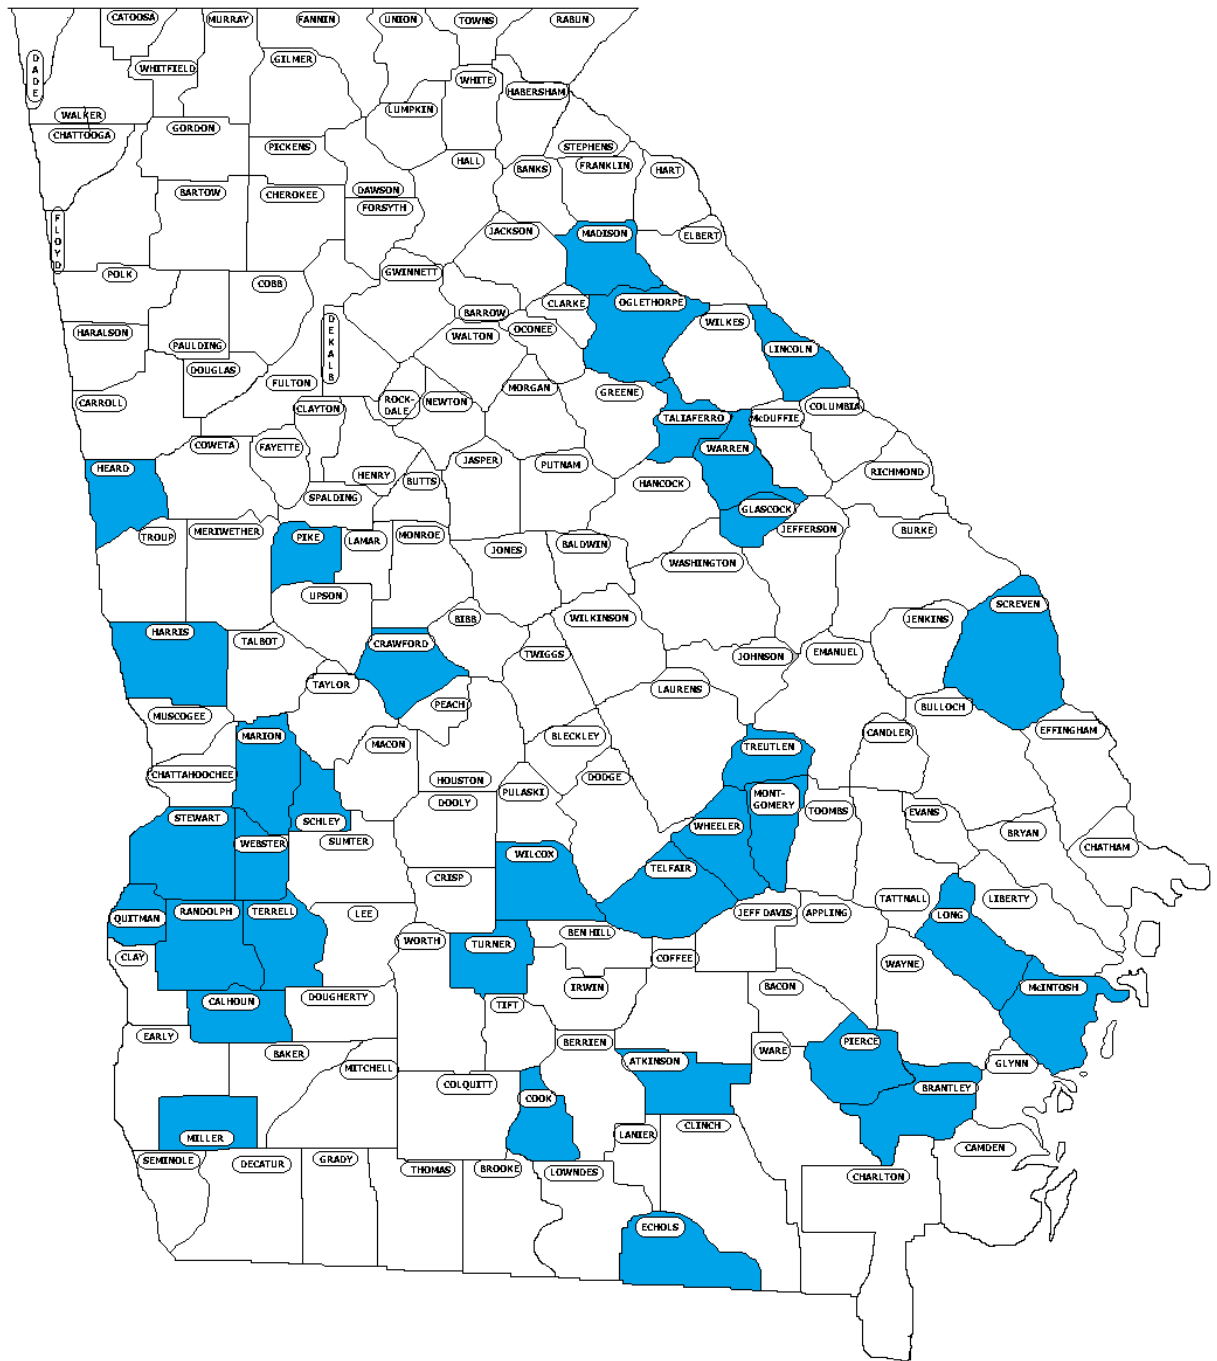 CATOOSA
MURRAY
FANNIN
UNION
TOWNS
RABUN
DADE
WHITFIELD
GILMER
WHITE
HABERSHAM
LUMPKIN
WALKER
CHATTOOGA
GORDON
PICKENS
STEPHENS
HALL
BANKS
FRANKLIN
HART
BARTOW
CHEROKEE
DAWSON
FORSYTH
FLOYD
JACKSON
MADISON
ELBERT
POLK
COBB
GWINNETT
CLARKE
OGLETHORPE
HARALSON
PAULDING
DEKALB
BARROW
WALTON
OCONEE
WILKES
LINCOLN
DOUGLAS
FULTON
CARROLL
CLAYTON
ROCK-
DALE
NEWTON
MORGAN
GREENE
TALIAFERRO
McDUFFIE
COLUMBIA
COWETA
FAYETTE
WARREN
HEARD
HENRY
BUTTS
JASPER
PUTNAM
HANCOCK
RICHMOND
SPALDING
GLASCOCK
JEFFERSON
BURKE
TROUP
MERIWETHER
PIKE
LAMAR
MONROE
JONES
BALDWIN
WASHINGTON
UPSON
BIBB
WILKINSON
JENKINS
SCREVEN
HARRIS
TALBOT
CRAWFORD
TWIGGS
JOHNSON
EMANUEL
TAYLOR
PEACH
LAURENS
MUSCOGEE
BULLOCH
MARION
MACON
BLECKLEY
TREUTLEN
CANDLER
EFFINGHAM
CHATTAHOOCHEE
HOUSTON
DODGE
DOOLY
PULASKI
MONT-
GOMERY
TOOMBS
EVANS
STEWART
SCHLEY
WEBSTER
SUMTER
WHEELER
BRYAN
CHATHAM
WILCOX
CRISP
TELFAIR
QUITMAN
RANDOLPH
TERRELL
LEE
JEFF DAVIS
APPLING
TATTNALL
LIBERTY
LONG
CLAY
WORTH
TURNER
BEN HILL
COFFEE
WAYNE
CALHOUN
DOUGHERTY
TIFT
IRWIN
BACON
McINTOSH
EARLY
BAKER
MITCHELL
BERRIEN
ATKINSON
WARE
PIERCE
GLYNN
COLQUITT
COOK
BRANTLEY
MILLER
LANIER
CLINCH
SEMINOLE
DECATUR
GRADY
THOMAS
BROOKE
LOWNDES
CHARLTON
CAMDEN
ECHOLS